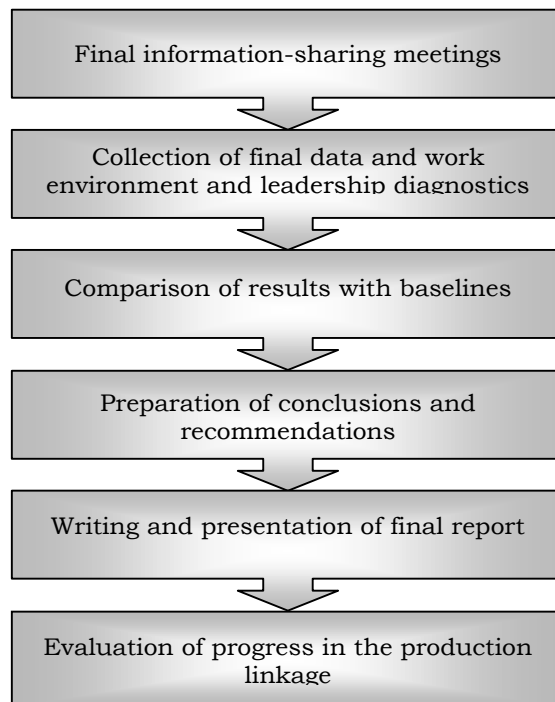 Final information-sharing meetings
Collection of final data and work
environment and leadership diagnostics
Comparison of results with baselines
Preparation of conclusions and
recommendations
Writing and presentation of final report
Evaluation of progress in the production
linkage